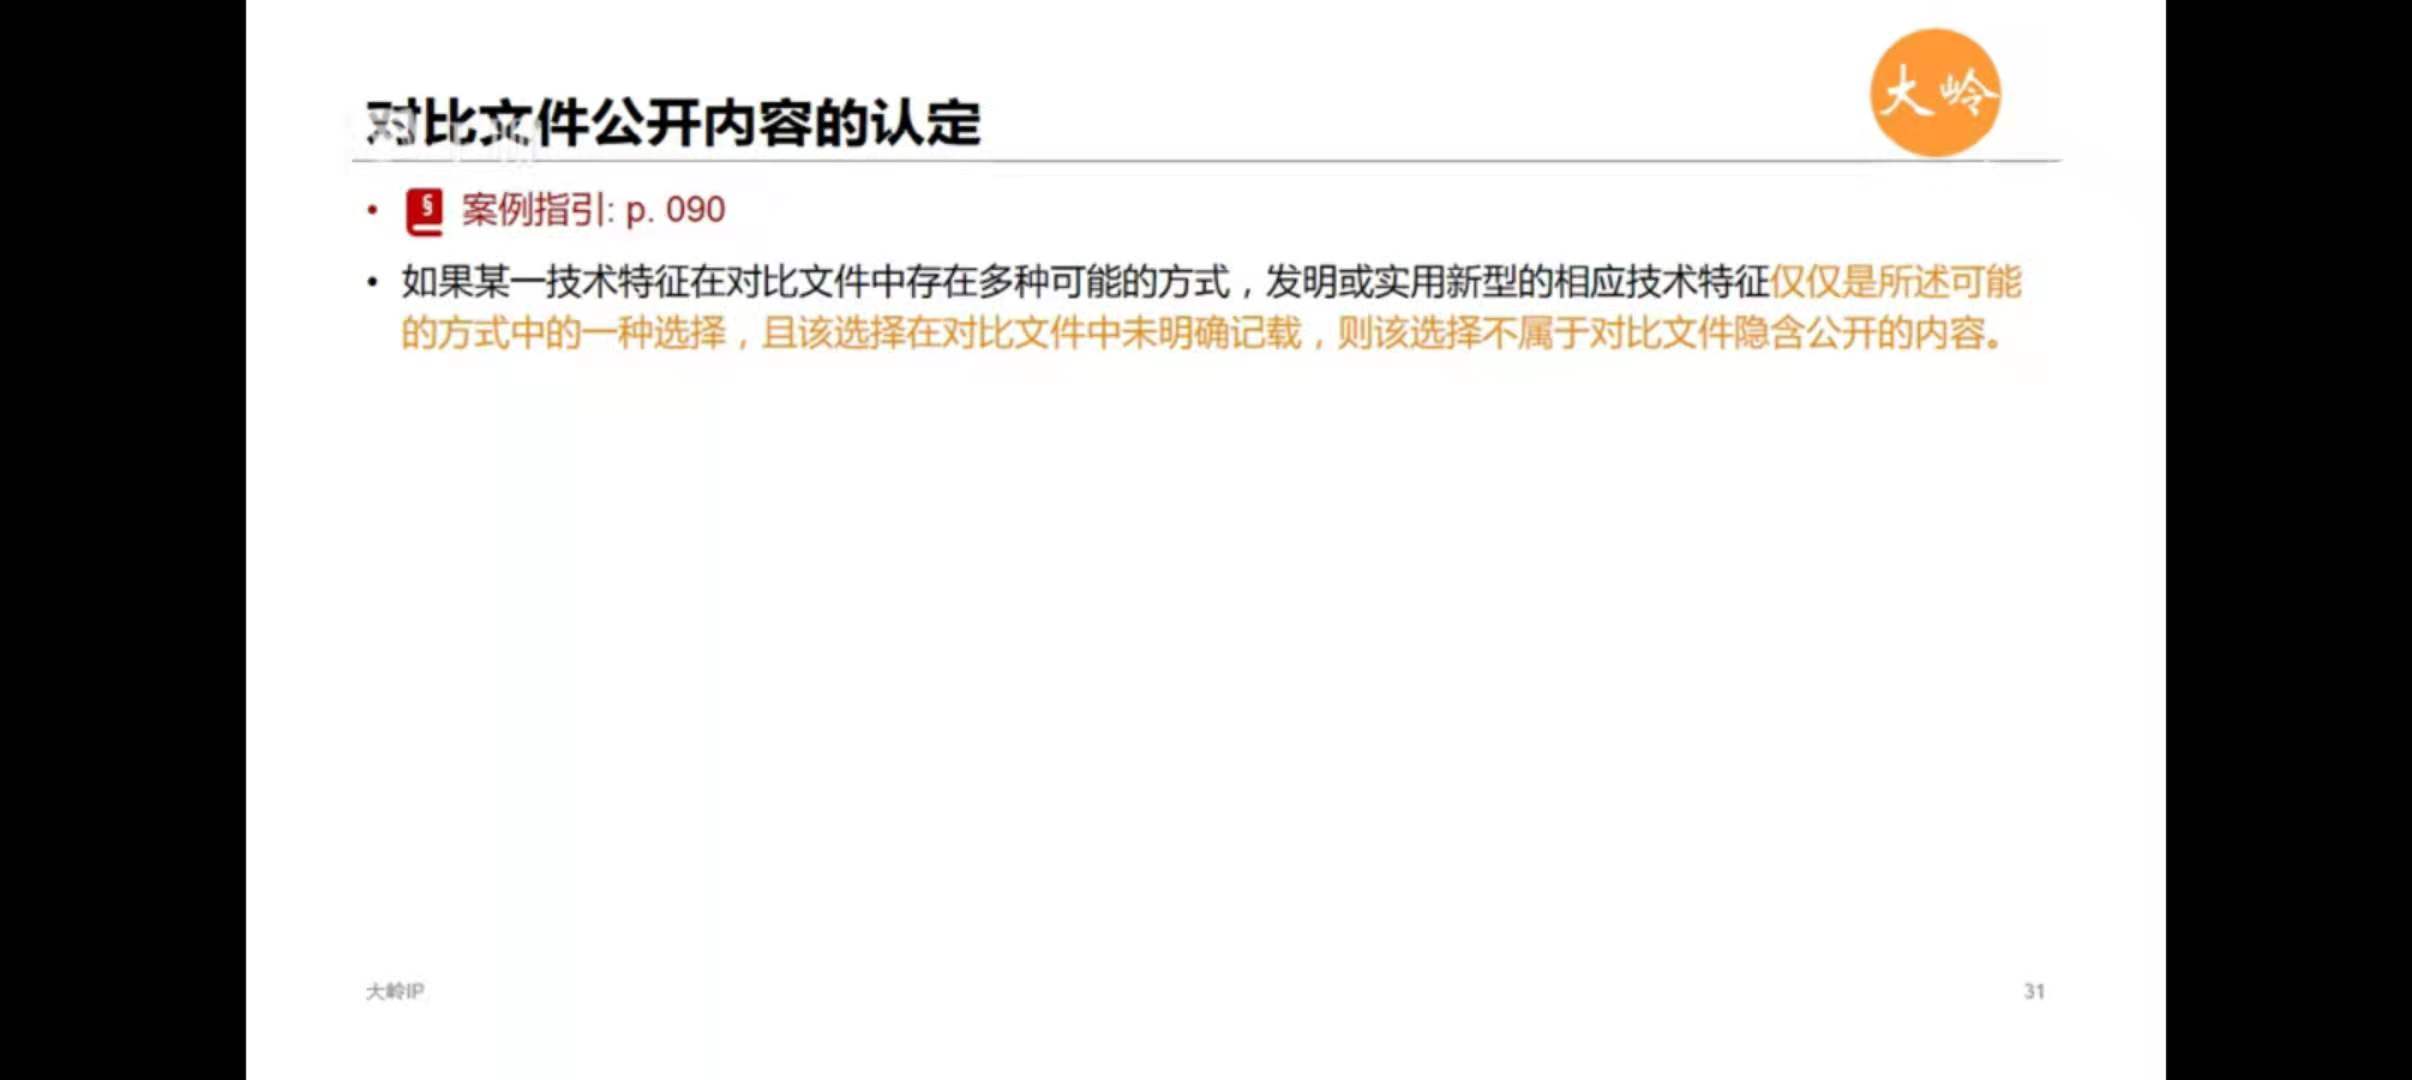 大岭
对比文件公开内容的认定
• § 案例指引: p. 090
• 如果某一技术特征在对比文件中存在多种可能的方式，发明或实用新型的相应技术特征仅仅是所述可能
的方式中的一种选择，且该选择在对比文件中未明确记载，则该选择不属于对比文件隐含公开的内容。
大岭IP
31